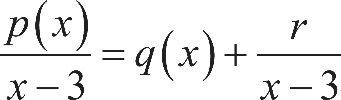 p(x)/(x − 3) = q(x) + r/(x − 3)